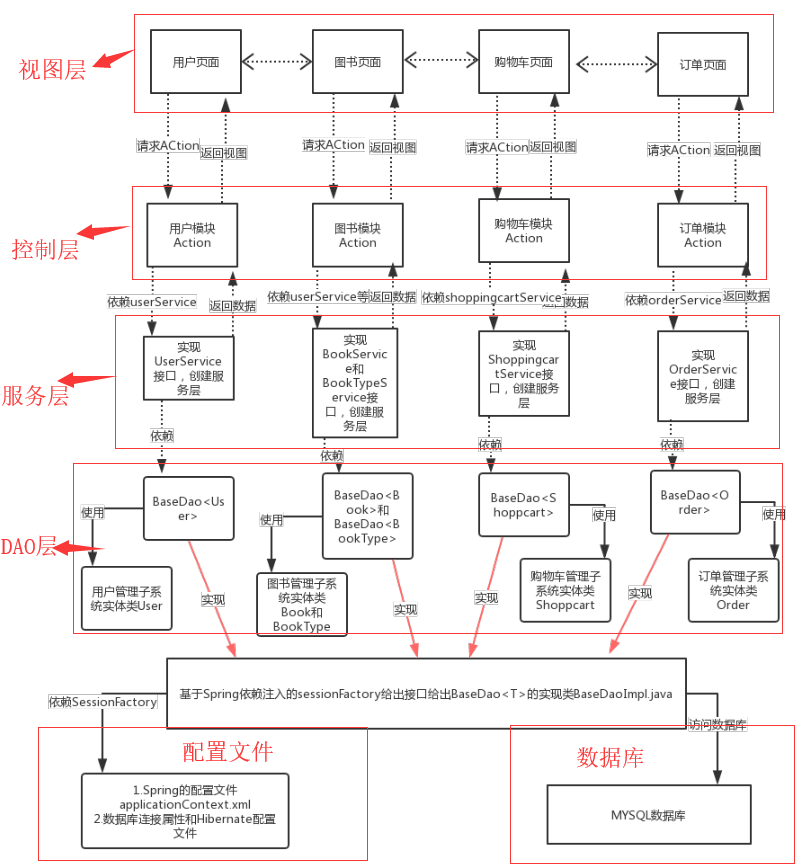 视图层
用户页面
图书页面
购物车页面
订单页面
请求ACtion
返回视图
请求ACtion
返回视图
请求ACtion
返回视图
请求ACtion
返回视图
控制层
用户模块
Action
图书模块
Action
购物车模块
Action
订单模块
Action
依赖userService
返回数据
依赖userService等
返回数据
依赖shoppingcartService
返回数据
依赖orderService
返回数据
服务层
实现
UserService
接口，创建服
务层
实现
BookServic
e和
BookTypeS
ervice接
口，创建服
务层
实现
Shoppingcar
tService接
口，创建服务
层
实现
OrderServic
e接口，创建
服务层
依赖
依赖
依赖
依赖
DAO层
BaseDao<Us
er>
BaseDao<B
ook>和
BaseDao<B
ookType>
BaseDao<S
hoppcart>
BaseDao<O
rder>
使用
使用
使用
使用
用户管理子系
统实体类User
图书管理子系
统实体类
Book和
BookType
购物车管理子
系统实体类
Shoppcart
订单管理子系
统实体类
Order
实现
实现
实现
实现
基于Spring依赖注入的sessionFactory给出接口给出BaseDao<T>的实现类BaseDaoImpl.java
依赖SessionFactory
访问数据库
配置文件
1.Spring的配置文件
applicationContext.xml
2.数据库连接属性和Hibernate配置
文件
数据库
MYSQL数据库